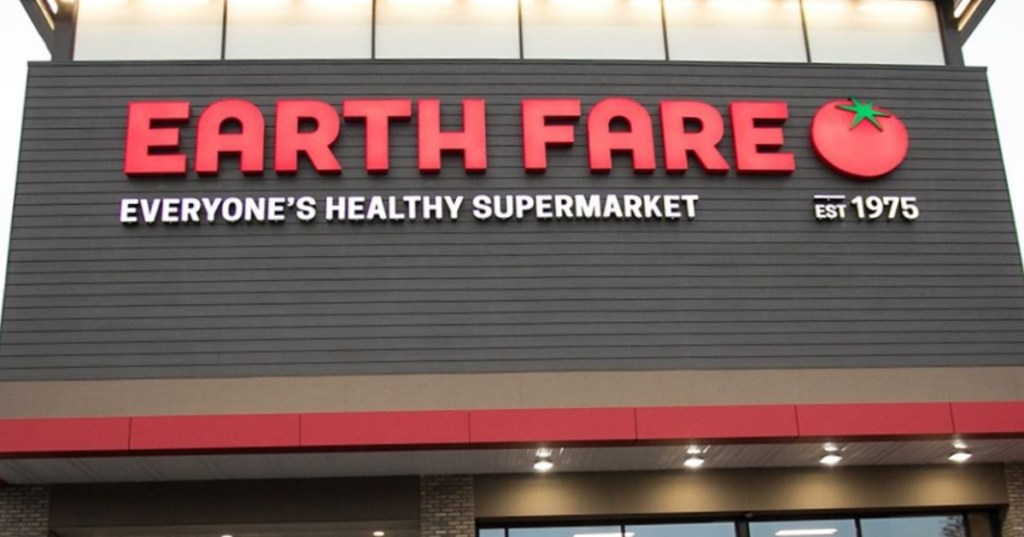 EARTH FARE
EVERYONE'S HEALTHY SUPERMARKET
EST 1975